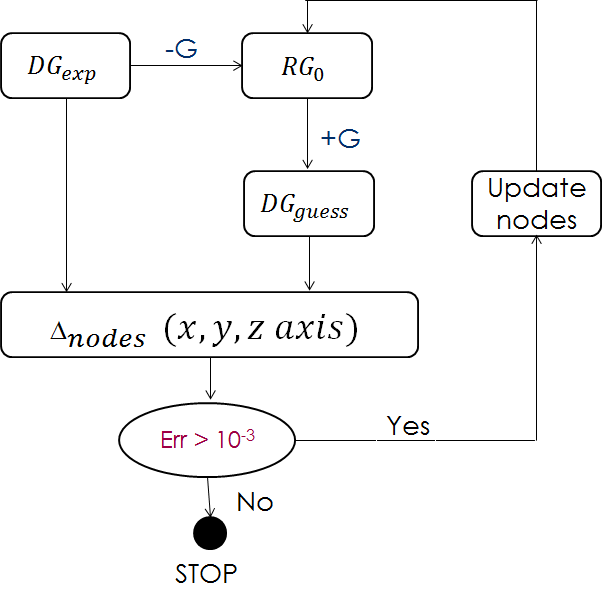 -G
DG_exp
RG_0
+G
DG_guess
Update
nodes
Δ_nodes (x, y, z axis)
Yes
Err > 10^-3
No
STOP